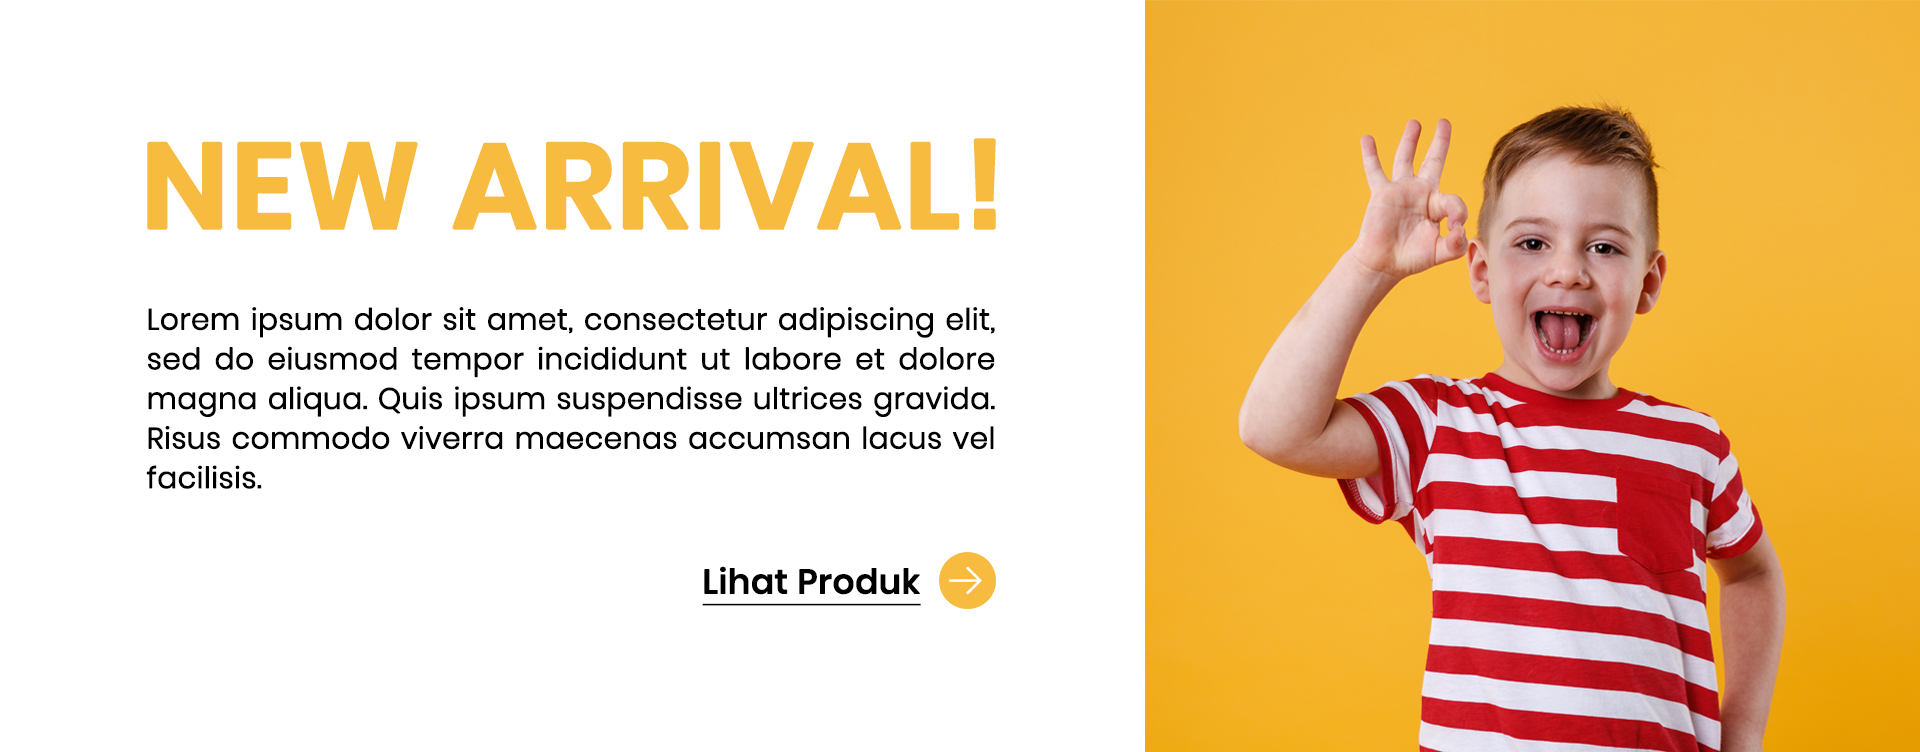 NEW ARRIVAL!
Lorem ipsum dolor sit amet, consectetur adipiscing elit,
sed do eiusmod tempor incididunt ut labore et dolore
magna aliqua. Quis ipsum suspendisse ultrices gravida.
Risus commodo viverra maecenas accumsan lacus vel
facilisis.
Lihat Produk